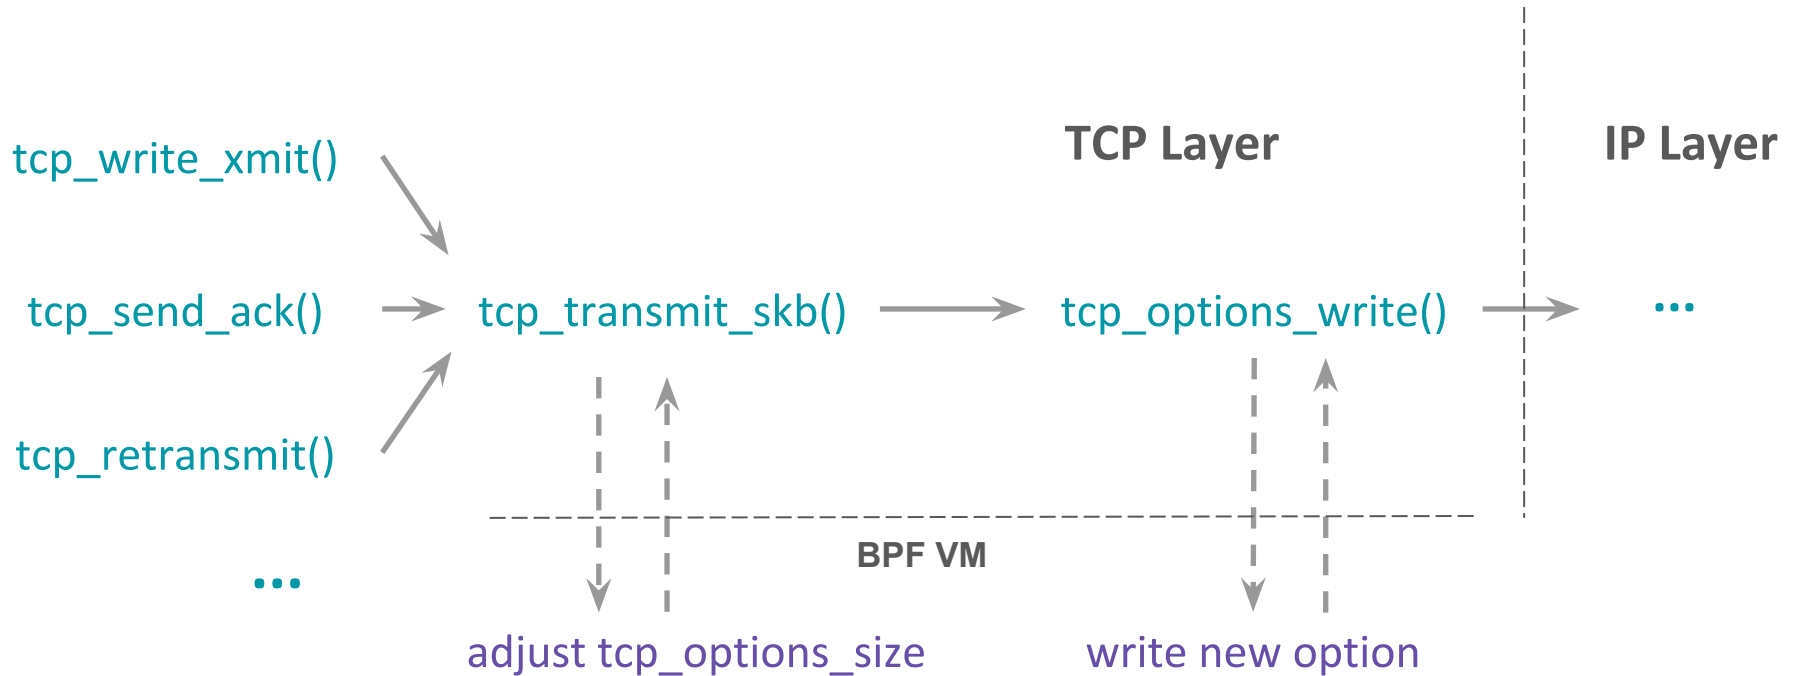 TCP Layer
IP Layer
tcp_write_xmit()
tcp_send_ack()
tcp_transmit_skb()
tcp_options_write()
...
tcp_retransmit()
BPF VM
...
adjust tcp_options_size
write new option